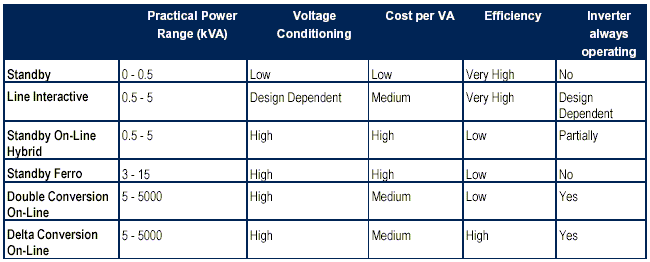 Practical Power Range (kVA) Voltage Conditioning Cost per VA Efficiency Inverter always operating
Standby 0 - 0.5 Low Low Very High No
Line Interactive 0.5 - 5 Design Dependent Medium Very High Design Dependent
Standby On-Line Hybrid 0.5 - 5 High High Low Partially
Standby Ferro 3 - 15 High High Low No
Double Conversion On-Line 5 - 5000 High Medium Low Yes
Delta Conversion On-Line 5 - 5000 High Medium High Yes